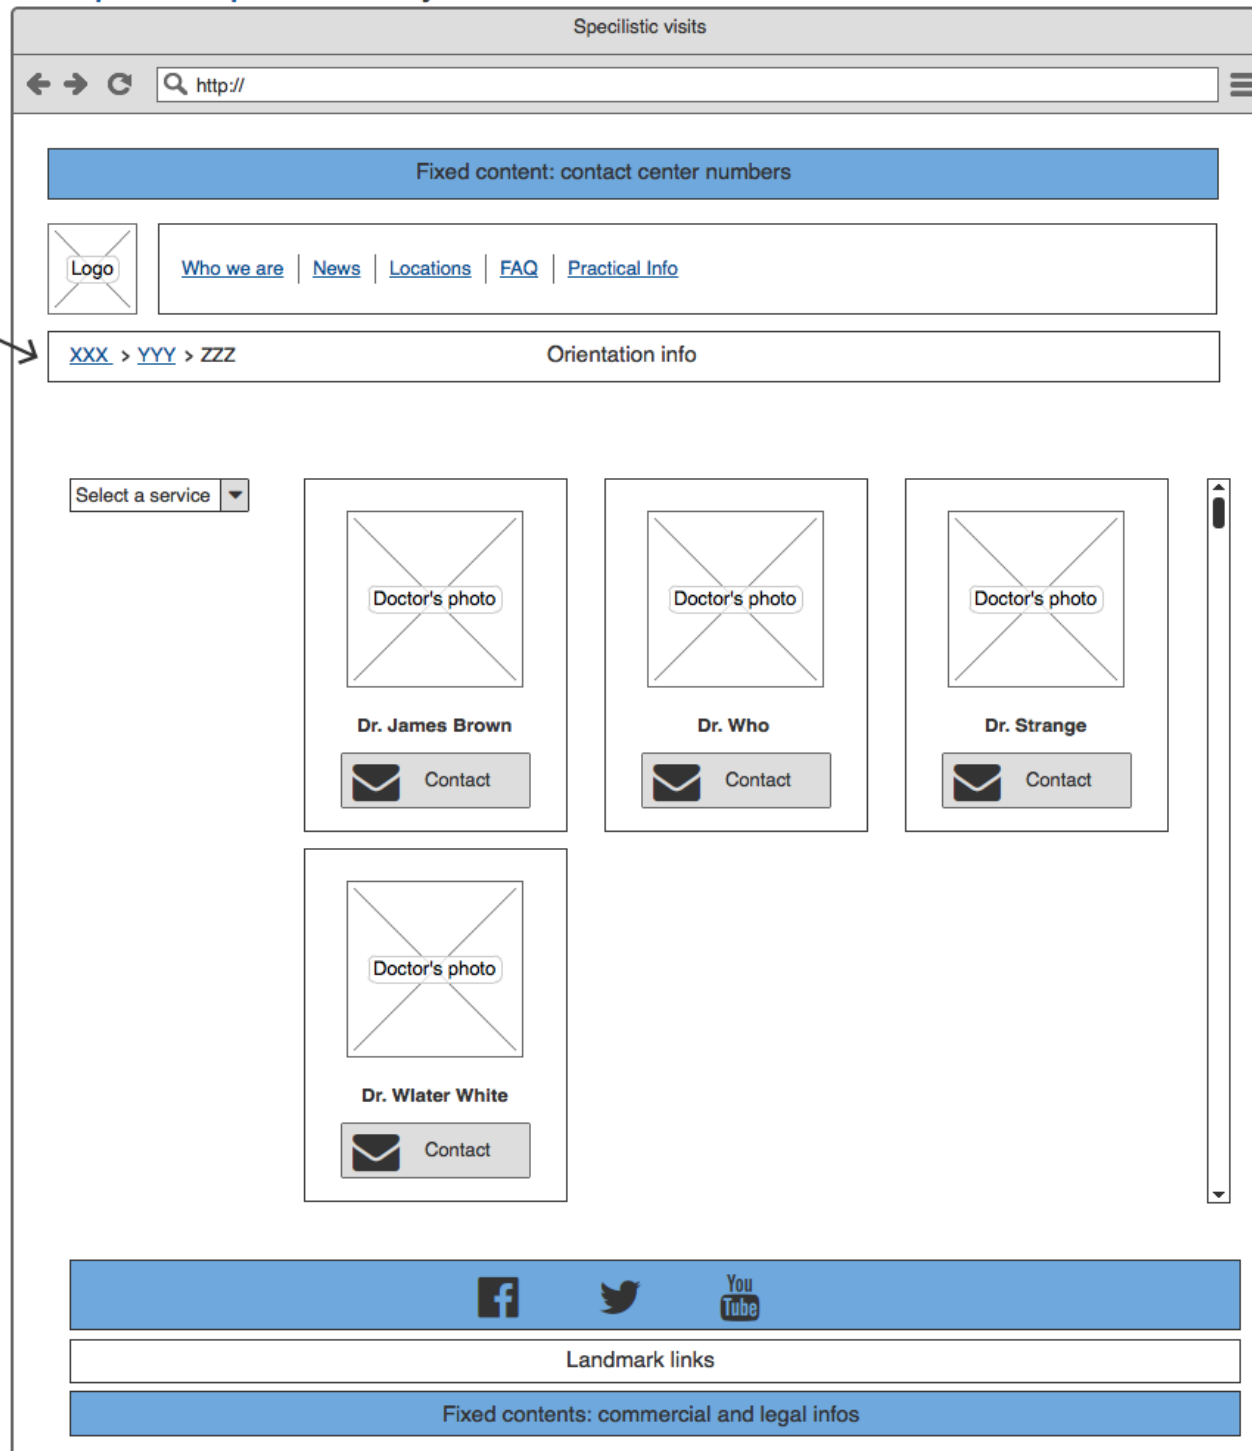 Specilistic visits
http://
Fixed content: contact center numbers
Logo
Who we are News Locations FAQ Practical Info
XXX > YYY > ZZZ Orientation info
Select a service
Doctor's photo Doctor's photo Doctor's photo
Dr. James Brown Dr. Who Dr. Strange
Contact Contact Contact
Doctor's photo
Dr. Wlater White
Contact
You
Tube
Landmark links
Fixed contents: commercial and legal infos